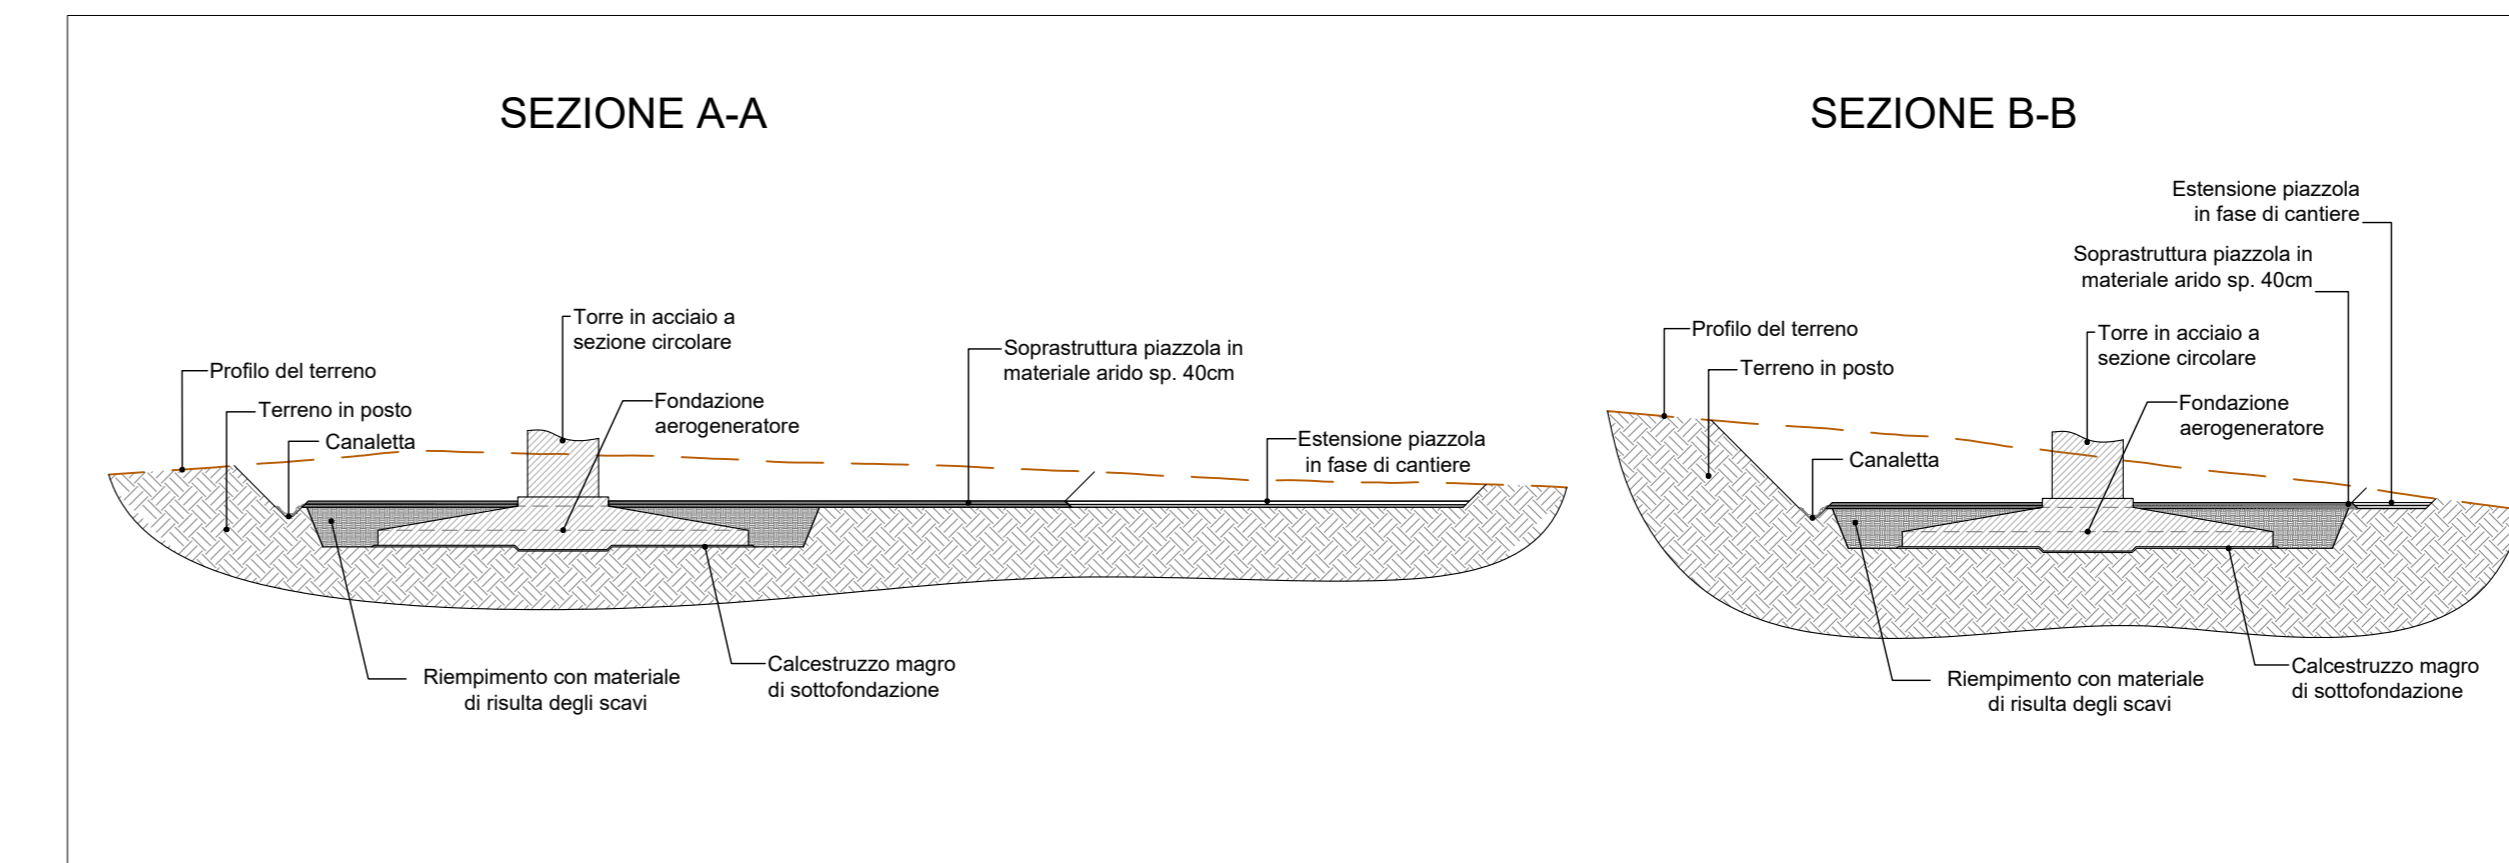 SEZIONE A-A
Torre in acciaio a
sezione circolare
Soprastruttura piazzola in
materiale arido sp. 40cm
Profilo del terreno
Terreno in posto
Canaletta
Fondazione
aerogeneratore
Estensione piazzola
in fase di cantiere
Riempimento con materiale
di risulta degli scavi
Calcestruzzo magro
di sottofondazione
SEZIONE B-B
Estensione piazzola
in fase di cantiere
Soprastruttura piazzola in
materiale arido sp. 40cm
Profilo del terreno
Terreno in posto
Torre in acciaio a
sezione circolare
Fondazione
aerogeneratore
Canaletta
Riempimento con materiale
di risulta degli scavi
Calcestruzzo magro
di sottofondazione